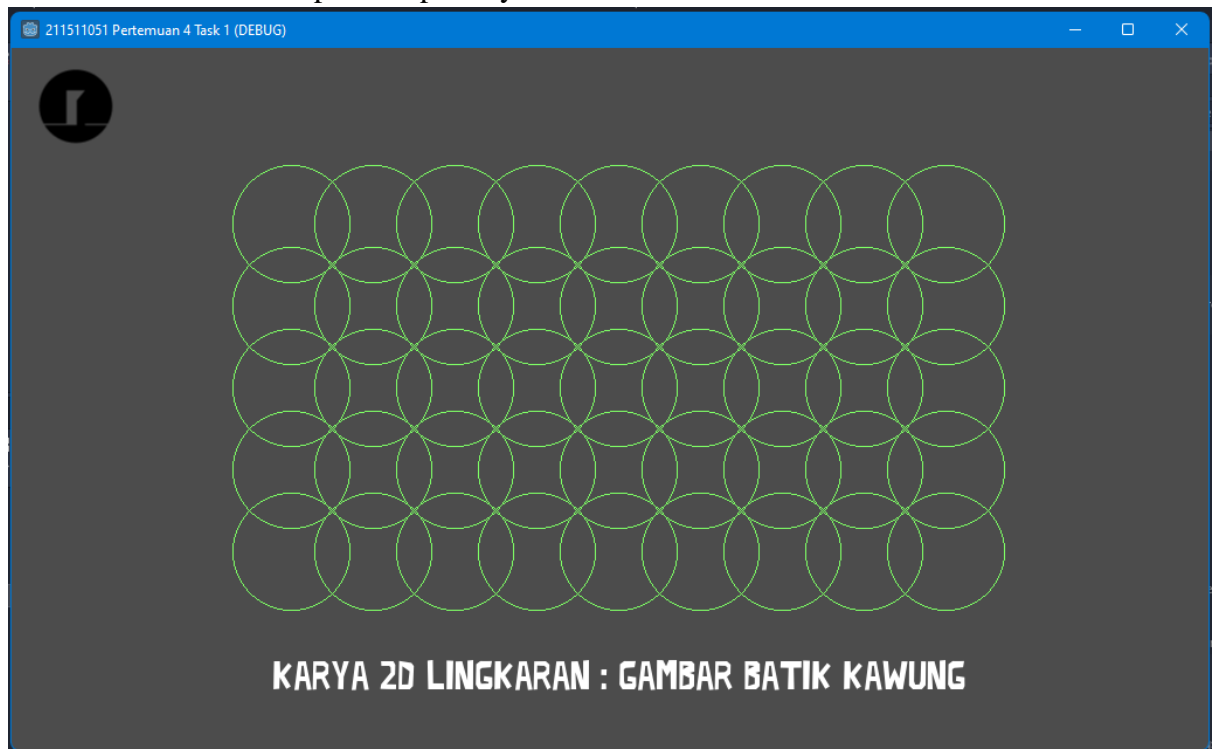 211511051 Pertemuan 4 Task 1 (DEBUG)
KARYA 2D LINGKARAN : GAMBAR BATIK KAWUNG